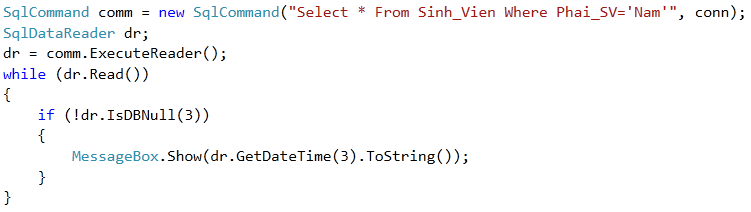 SqlCommand comm = new SqlCommand("Select * From Sinh_Vien Where Phai_SV='Nam'", conn);
SqlDataReader dr;
dr = comm.ExecuteReader();
while (dr.Read())
{
    if (!dr.IsDBNull(3))
    {
        MessageBox.Show(dr.GetDateTime(3).ToString());
    }
}